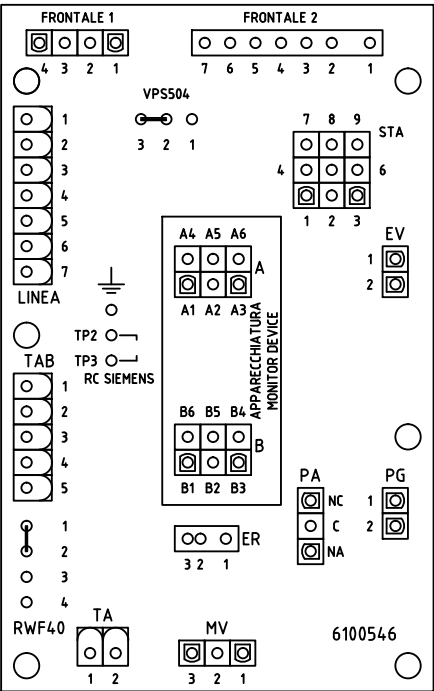 FRONTALE 1 FRONTALE 2
4 3 2 1 7 6 5 4 3 2 1
VPS504
3 2 1
1
2
3
4
5
6
7
LINEA
7 8 9
STA
4 6
1 2 3
EV
1
2
TP2
TP3
RC SIEMENS
A4 A5 A6
A
A1 A2 A3
APPARECCHIATURA
MONITOR DEVICE
B6 B5 B4
B
B1 B2 B3
TAB
1
2
3
4
5
1
2
3
4
RWF40
ER
3 2 1
PA
NC
C
NA
PG
1
2
TA
1 2
MV
3 2 1
6100546